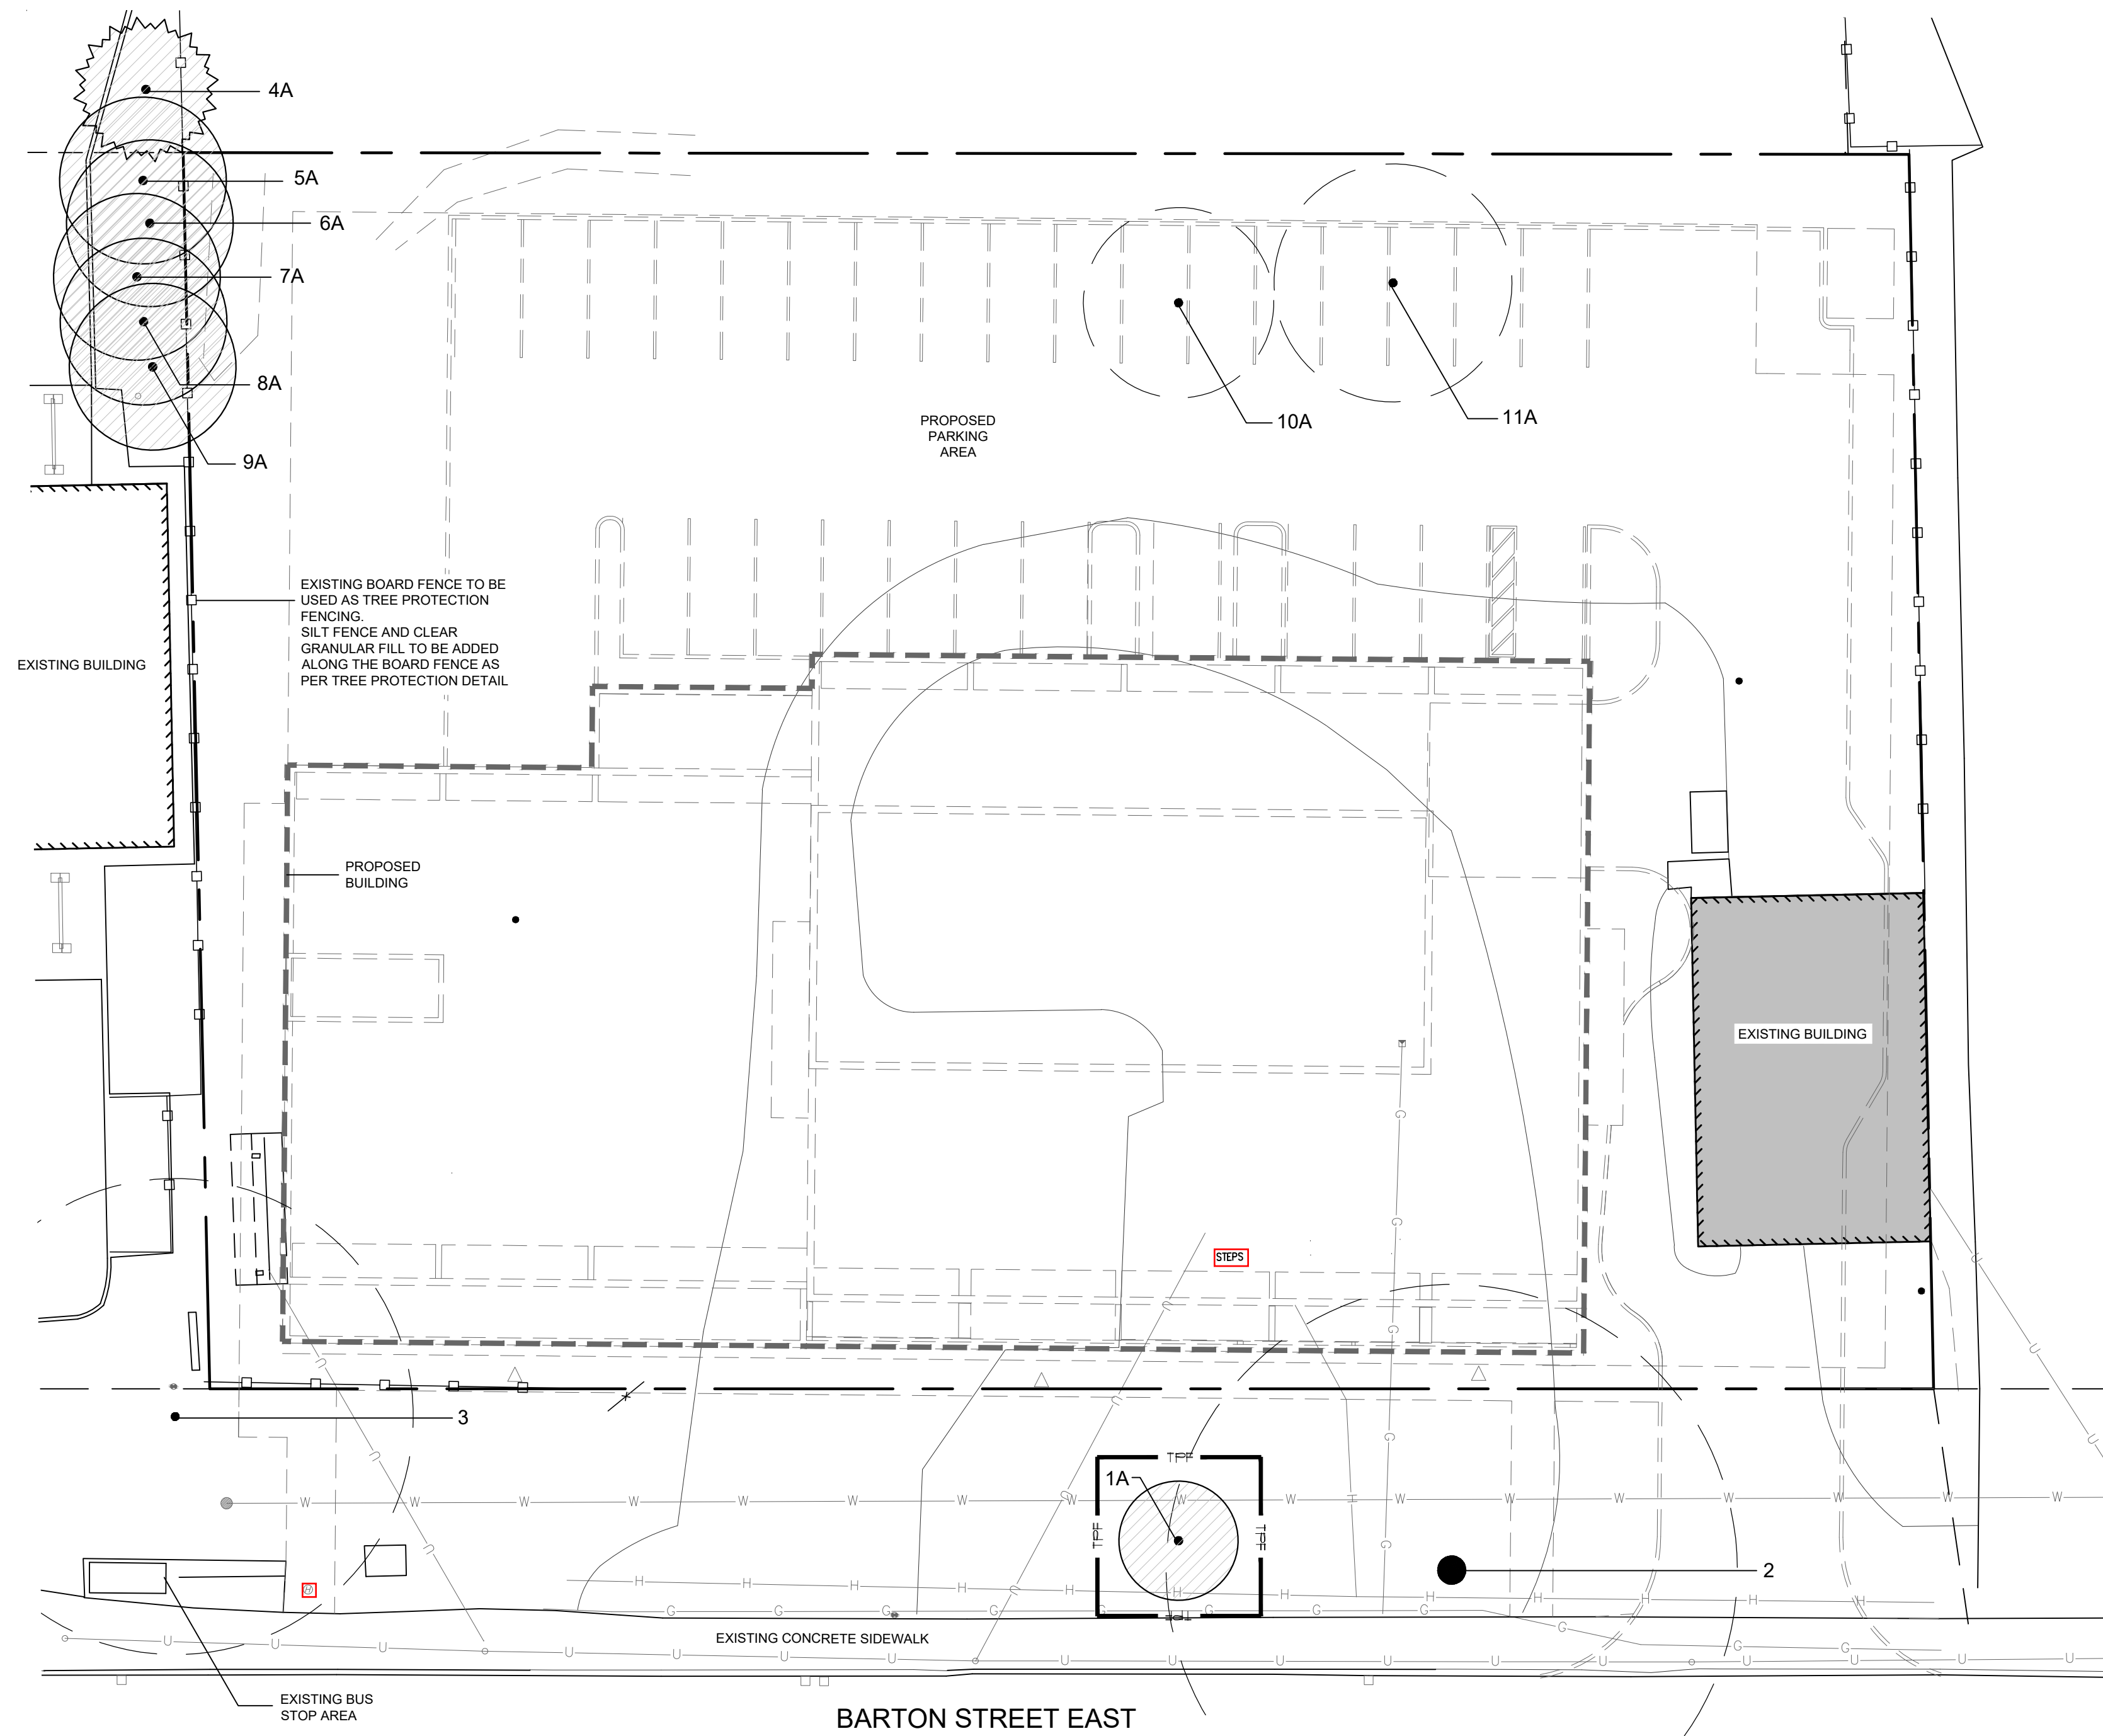 4A
5A
6A
7A
8A
9A
10A
11A
PROPOSED
PARKING
AREA
EXISTING BOARD FENCE TO BE
USED AS TREE PROTECTION
FENCING.
SILT FENCE AND CLEAR
GRANULAR FILL TO BE ADDED
ALONG THE BOARD FENCE AS
PER TREE PROTECTION DETAIL
EXISTING BUILDING
PROPOSED
BUILDING
EXISTING BUILDING
STEPS
3
TPF
1A
TPF
TPF
TPF
2
W W W W W W W W W W W W W W W W W
H H H H H H H H H H H H
G G G G G G G G G G G
U U U U U U U U U U U U U U U U U U
G G G G G
H
U U U U
U U U
U U U
EXISTING CONCRETE SIDEWALK
EXISTING BUS
STOP AREA
BARTON STREET EAST